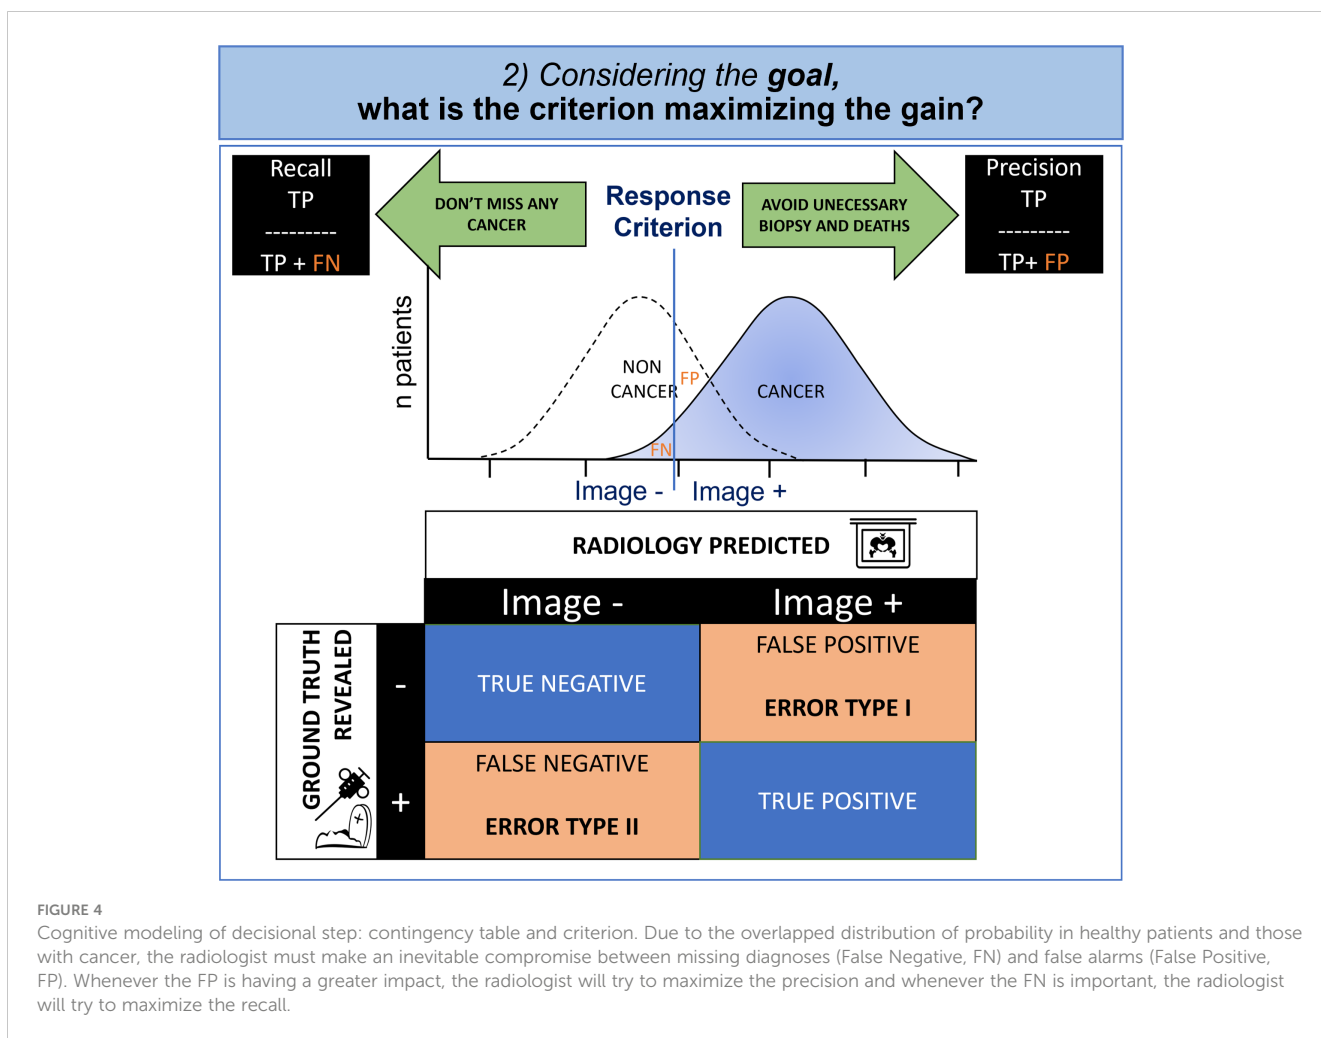 2) Considering the goal,
what is the criterion maximizing the gain?
Recall
TP
---------
TP + FN
DON'T MISS ANY
CANCER
Response
Criterion
AVOID UNECESSARY
BIOPSY AND DEATHS
Precision
TP
---------
TP+ FP
n patients
NON
CANCER
FP
CANCER
FN
Image -
Image +
RADIOLOGY PREDICTED
Image -
Image +
GROUND TRUTH
REVEALED
-
TRUE NEGATIVE
FALSE POSITIVE
ERROR TYPE I
+
FALSE NEGATIVE
ERROR TYPE II
TRUE POSITIVE
FIGURE 4
Cognitive modeling of decisional step: contingency table and criterion. Due to the overlapped distribution of probability in healthy patients and those
with cancer, the radiologist must make an inevitable compromise between missing diagnoses (False Negative, FN) and false alarms (False Positive,
FP). Whenever the FP is having a greater impact, the radiologist will try to maximize the precision and whenever the FN is important, the radiologist
will try to maximize the recall.